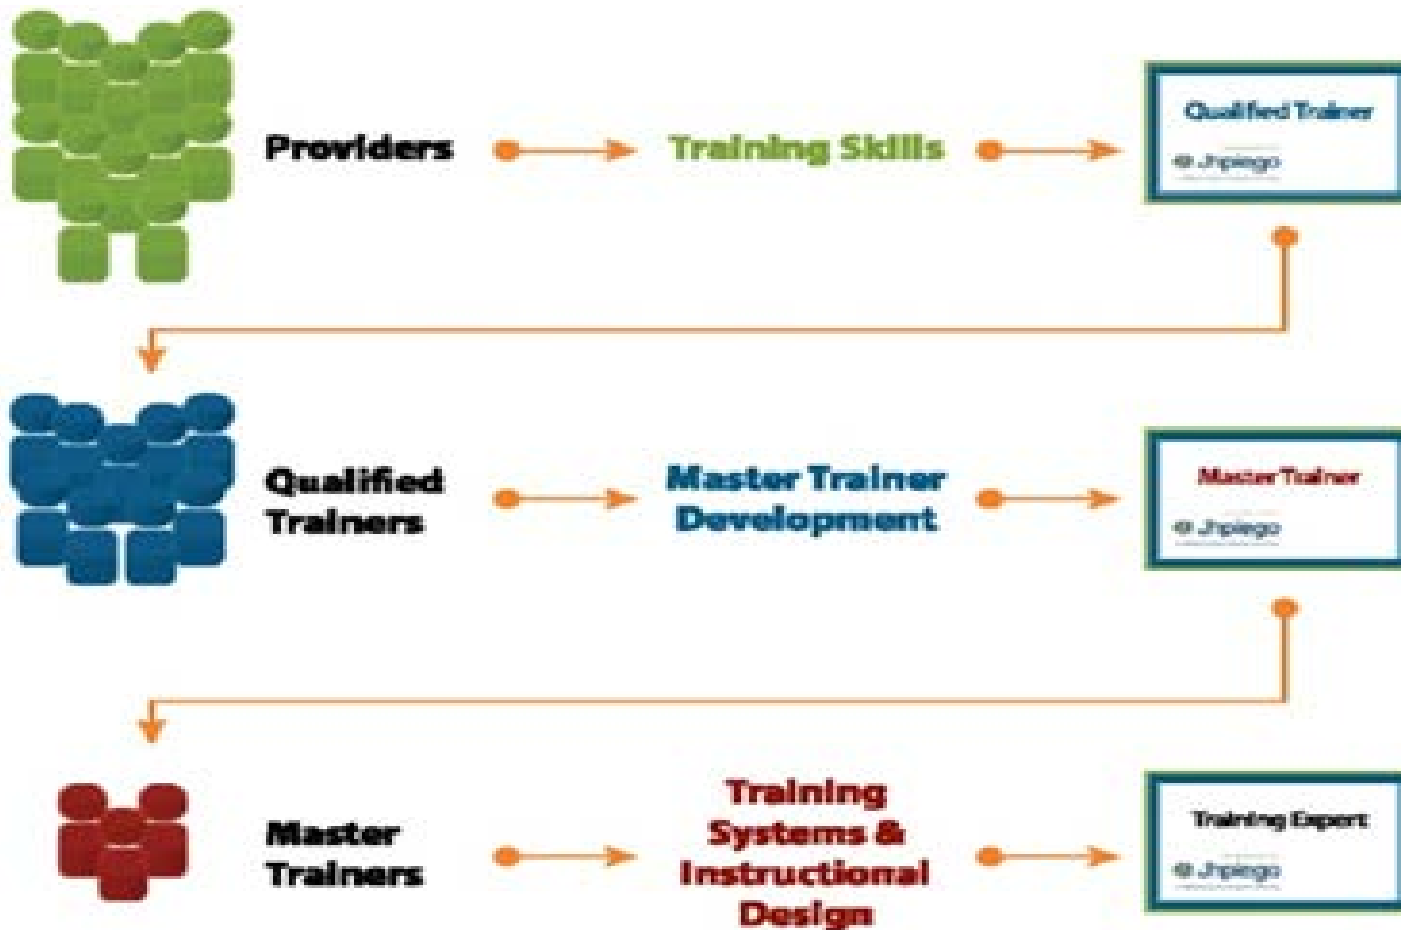 Providers
Training Skills
Qualified Trainer
Jhpiego
Qualified
Trainers
Master Trainer
Development
Master Trainer
Jhpiego
Master
Trainers
Training
Systems &
Instructional
Design
Training Expert
Jhpiego